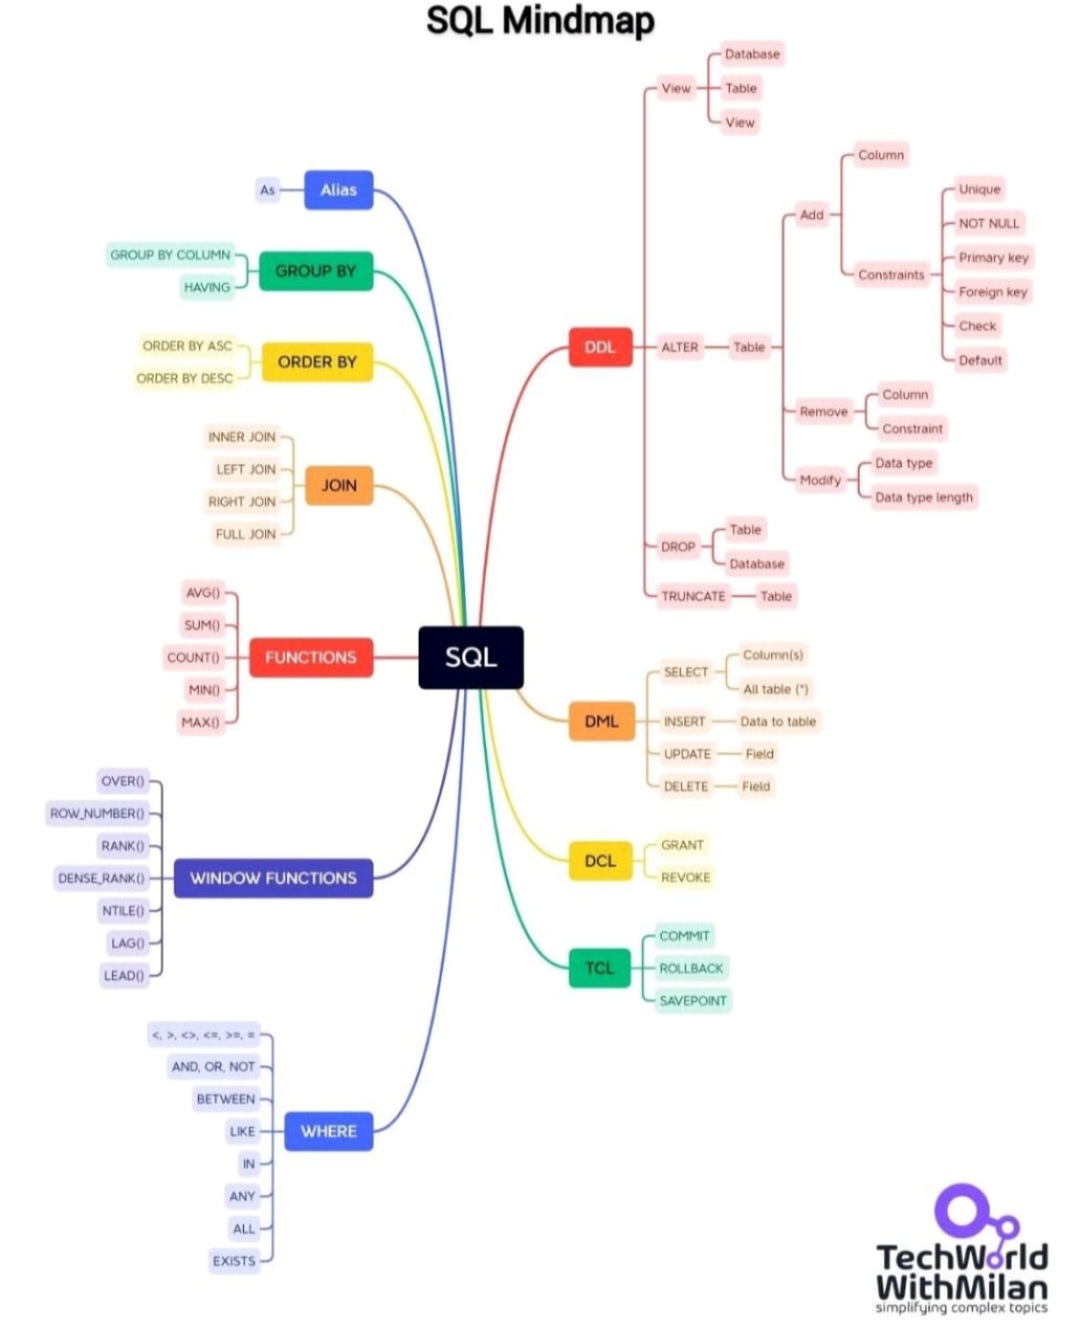 SQL Mindmap
Alias
As
GROUP BY
GROUP BY COLUMN
HAVING
ORDER BY
ORDER BY ASC
ORDER BY DESC
JOIN
INNER JOIN
LEFT JOIN
RIGHT JOIN
FULL JOIN
FUNCTIONS
AVG()
SUM()
COUNT()
MIN()
MAX()
WINDOW FUNCTIONS
OVER()
ROW_NUMBER()
RANK()
DENSE_RANK()
NTILE()
LAG()
LEAD()
WHERE
<, >, <>, <=, >=, =
AND, OR, NOT
BETWEEN
LIKE
IN
ANY
ALL
EXISTS
SQL
DDL
View
Database
Table
View
ALTER
Table
Add
Column
Constraints
Unique
NOT NULL
Primary key
Foreign key
Check
Default
Remove
Column
Constraint
Modify
Data type
Data type length
DROP
Table
Database
TRUNCATE
Table
DML
SELECT
Column(s)
All table (*)
INSERT
Data to table
UPDATE
Field
DELETE
Field
DCL
GRANT
REVOKE
TCL
COMMIT
ROLLBACK
SAVEPOINT
TechWorld
WithMilan
simplifying complex topics